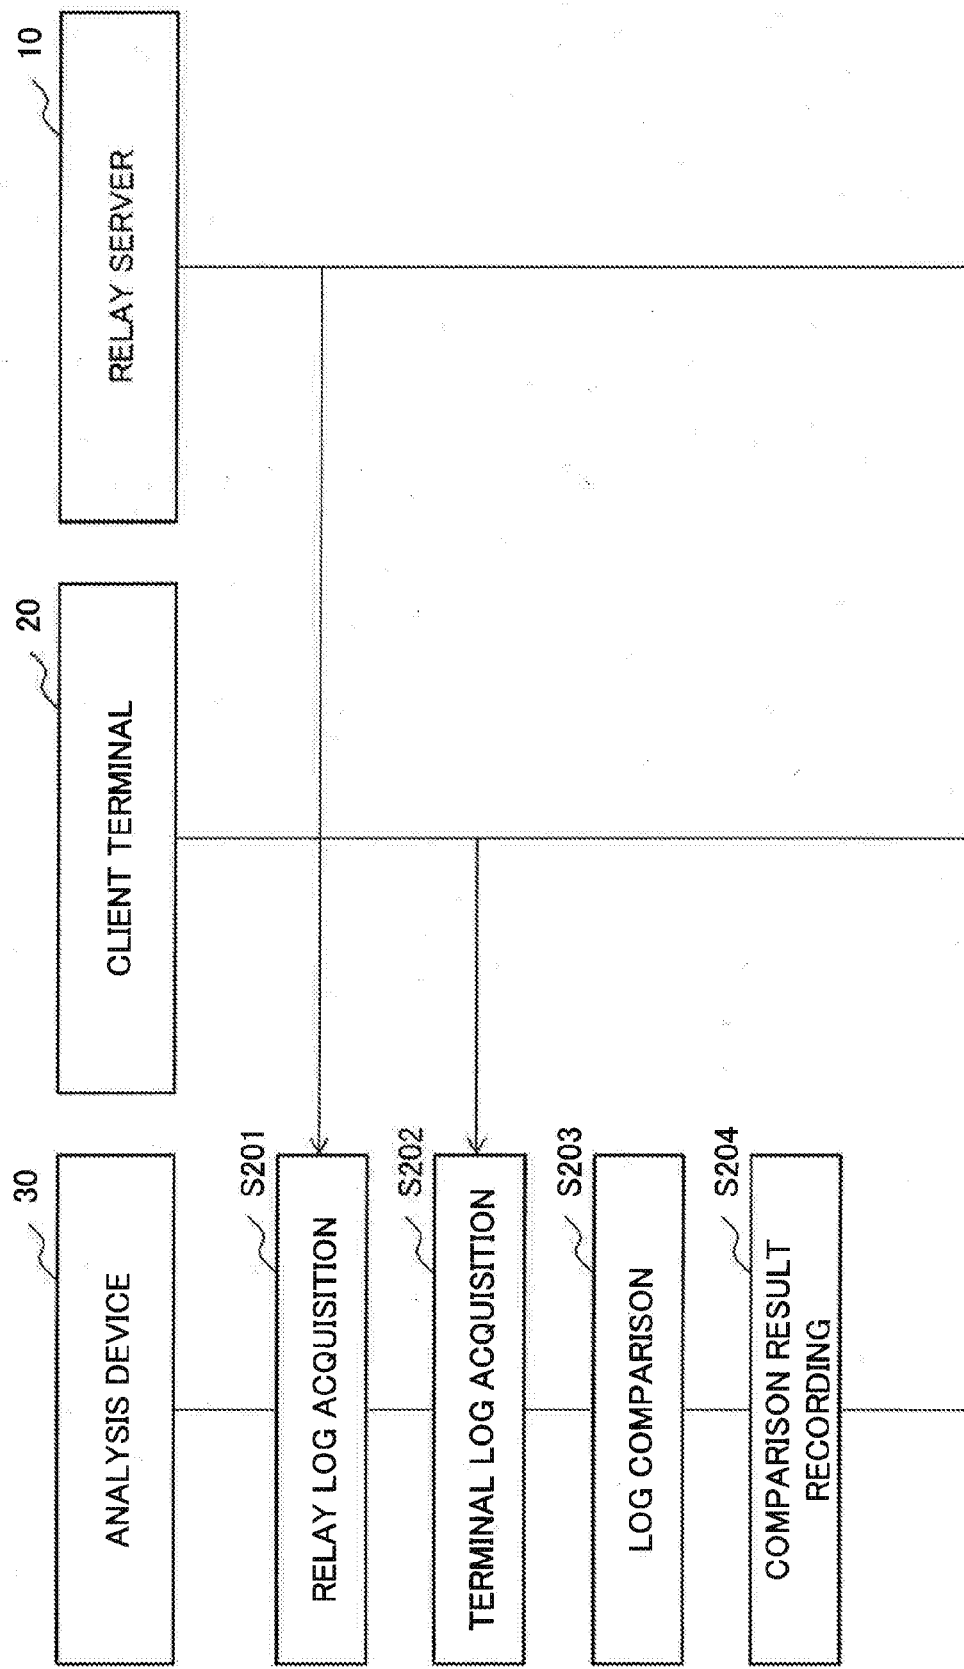 30
ANALYSIS DEVICE
20
CLIENT TERMINAL
10
RELAY SERVER
S201
RELAY LOG ACQUISITION
S202
TERMINAL LOG ACQUISITION
S203
LOG COMPARISON
S204
COMPARISON RESULT
RECORDING